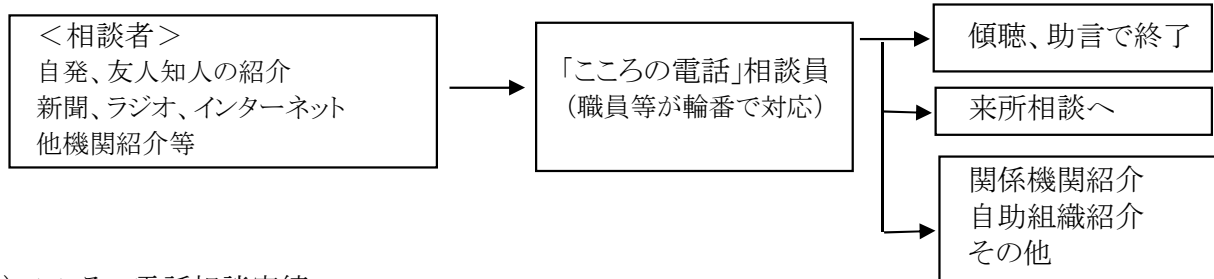 ＜相談者＞
自発、友人知人の紹介
新聞、ラジオ、インターネット
他機関紹介等
「こころの電話」相談員
（職員等が輪番で対応）
傾聴、助言で終了
来所相談へ
関係機関紹介
自助組織紹介
その他